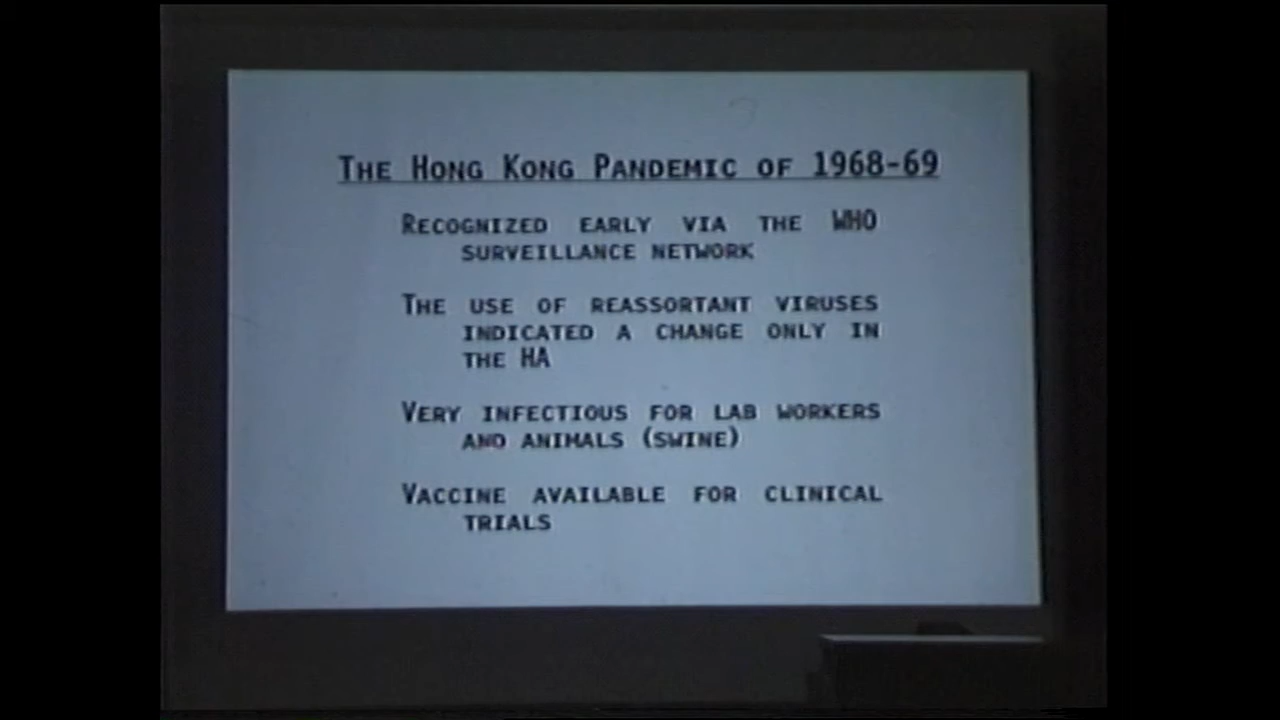 The Hong Kong Pandemic of 1968-69
Recognized early via the WHO
surveillance network
The use of reassortant viruses
indicated a change only in
the HA
Very infectious for lab workers
and animals (swine)
Vaccine available for clinical
trials